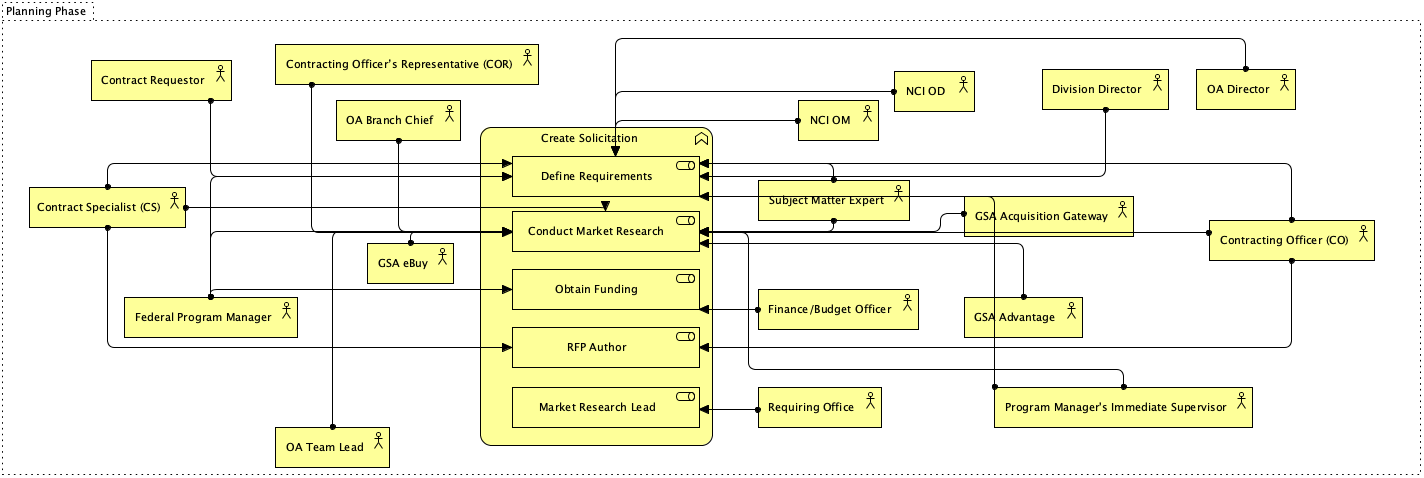 Planning Phase
Contract Requestor
Contracting Officer's Representative (COR)
OA Branch Chief
NCI OD
NCI OM
Division Director
OA Director
Create Solicitation
Define Requirements
Contract Specialist (CS)
Subject Matter Expert
GSA Acquisition Gateway
Conduct Market Research
Contracting Officer (CO)
GSA eBuy
Obtain Funding
Federal Program Manager
Finance/Budget Officer
GSA Advantage
RFP Author
Market Research Lead
Requiring Office
Program Manager's Immediate Supervisor
OA Team Lead